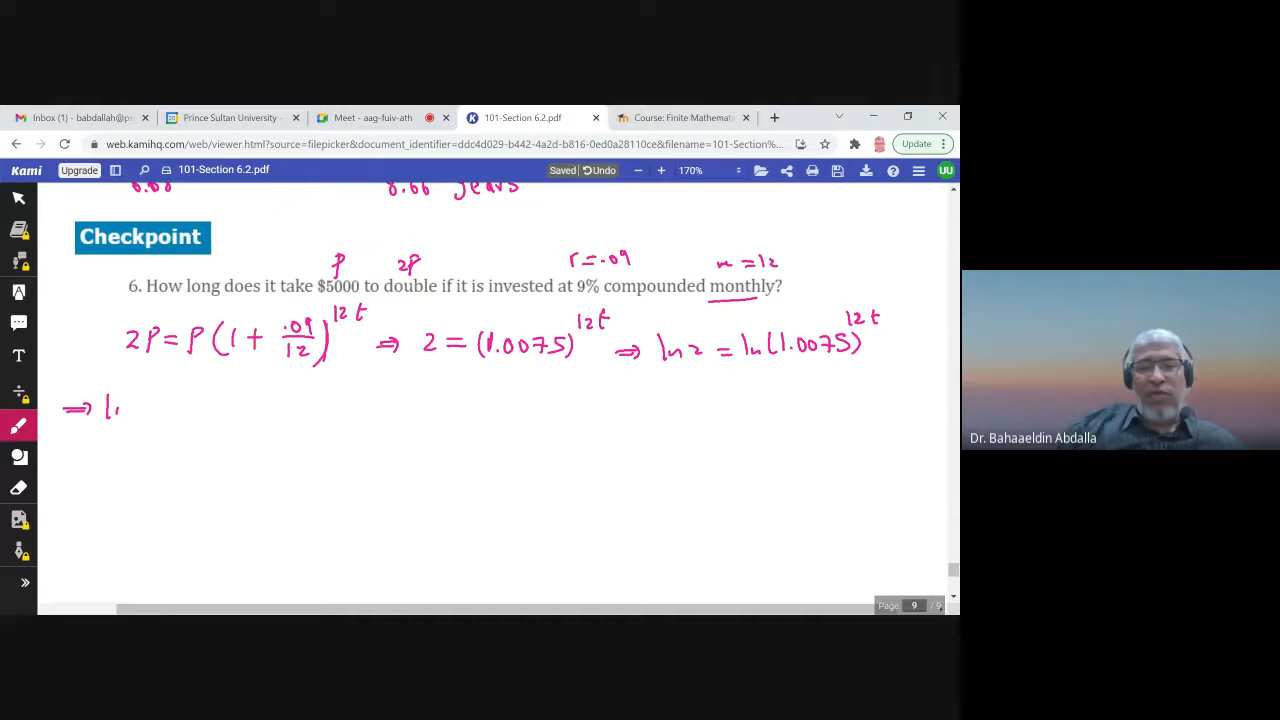 Inbox (1) - babdallah@ps
Prince Sultan University -
Meet - aag-fuiv-ath
101-Section 6.2.pdf
Course: Finite Mathemati
web.kamihq.com/web/viewer.html?source=filepicker&document_identifier=ddc4d029-b442-4a2d-b816-0ed0a28110ce&filename=101-Section%...
Update
Kami
Upgrade
101-Section 6.2.pdf
Saved
Undo
170%
UU
years
Checkpoint
P 2P r=.09 m=12
6. How long does it take $5000 to double if it is invested at 9% compounded monthly?
2P = P(1 + .09/12)^12t ⇒ 2 = (1.0075)^12t ⇒ ln 2 = ln(1.0075)^12t
⇒
Dr. Bahaaeldin Abdalla
Page 9 / 9